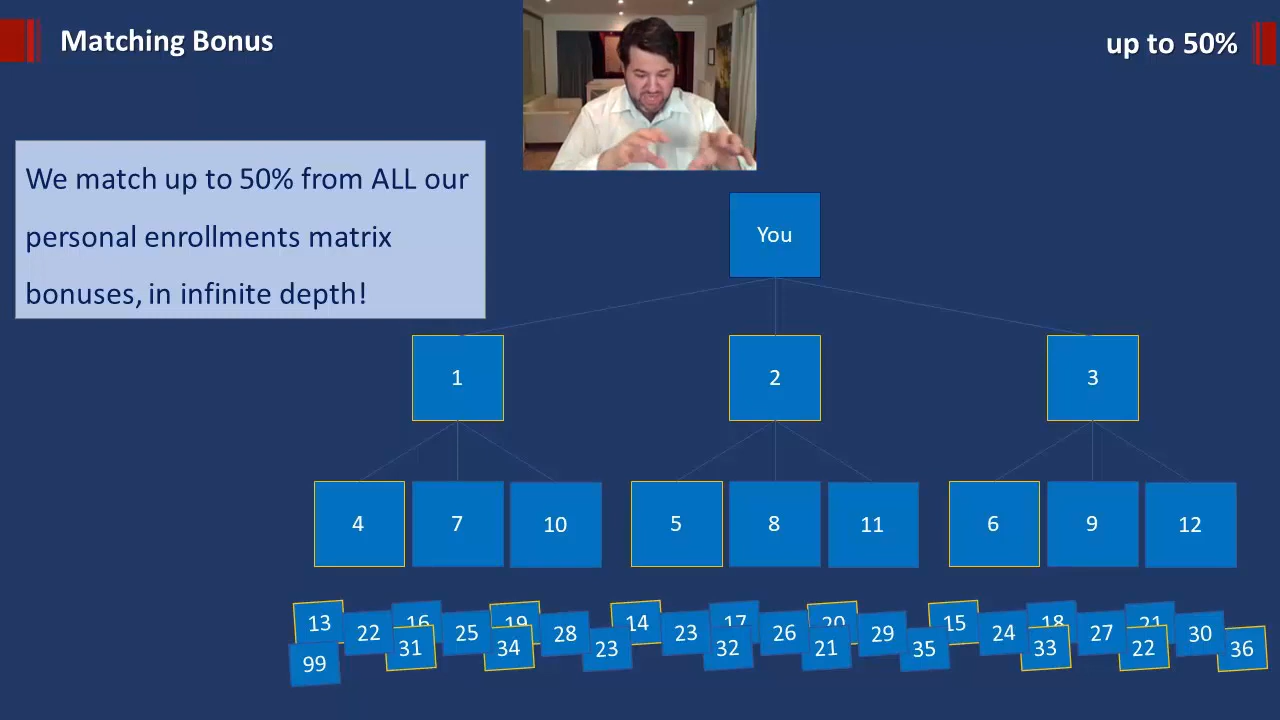 Matching Bonus
up to 50%
We match up to 50% from ALL our
personal enrollments matrix
bonuses, in infinite depth!
You
1 2 3
4 7 10 5 8 11 6 9 12
13 22 16 25 19 28 14 23 17 26 20 29 15 24 18 27 21 30
99 31 34 23 32 21 35 33 22 36